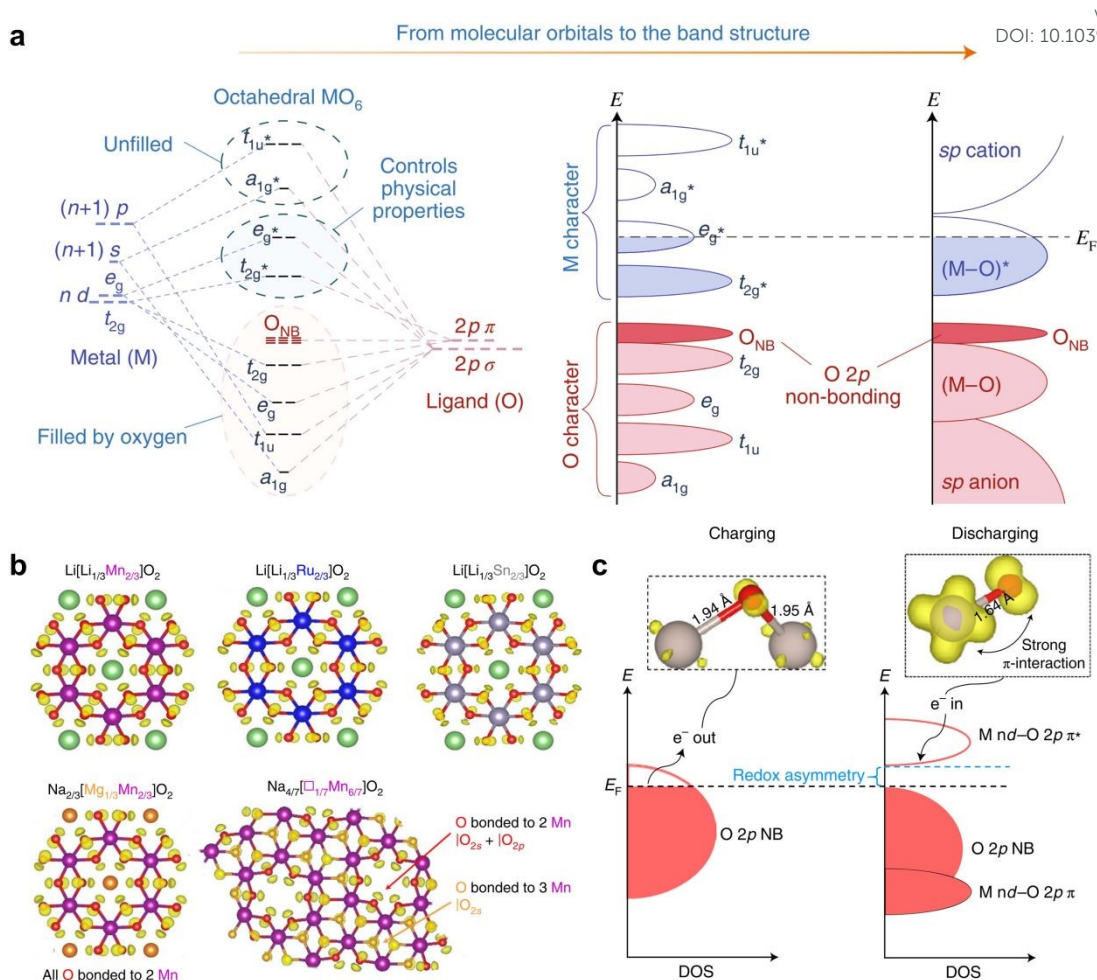 DOI: 10.1039
a
From molecular orbitals to the band structure
Octahedral MO₆
Unfilled
t₁ᵤ*
Controls
physical
properties
a₁g*
(n+1) p
(n+1) s
eg
n d
t₂g
Metal (M)
eg*
t₂g*
O_NB
2p π
2p σ
Ligand (O)
t₂g
eg
t₁ᵤ
a₁g
Filled by oxygen
E
M character
t₁ᵤ*
a₁g*
eg*
t₂g*
O character
O_NB
t₂g
eg
t₁ᵤ
a₁g
O 2p
non-bonding
E
sp cation
E_F
(M–O)*
O_NB
(M–O)
sp anion
b
Li[Li₁/₃Mn₂/₃]O₂
Li[Li₁/₃Ru₂/₃]O₂
Li[Li₁/₃Sn₂/₃]O₂
Na₂/₃[Mg₁/₃Mn₂/₃]O₂
Na₄/₇[□₁/₇Mn₆/₇]O₂
O bonded to 2 Mn
|O₂s + |O₂p
O bonded to 3 Mn
|O₂s
All O bonded to 2 Mn
c
Charging
1.94 Å
1.95 Å
E
e⁻ out
E_F
O 2p NB
DOS
Discharging
1.64 Å
Strong
π-interaction
E
e⁻ in
M nd–O 2p π*
Redox asymmetry
O 2p NB
M nd–O 2p π
DOS